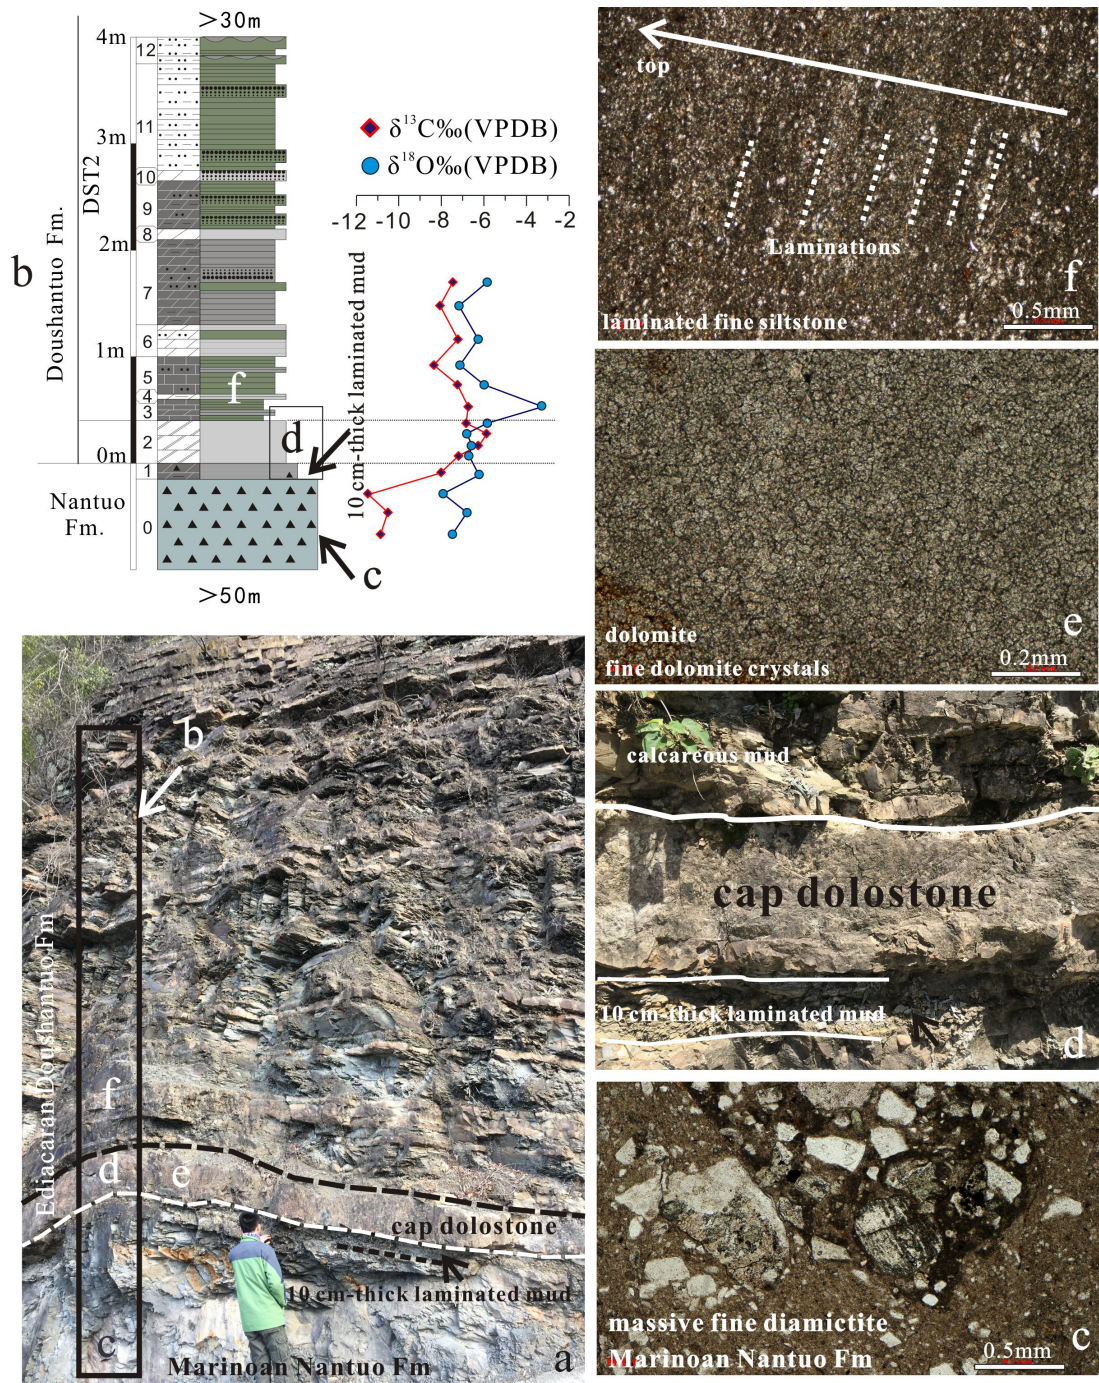 >30m
4m
3m
2m
1m
0m
DST2
Doushantuo Fm.
Nantuo
Fm.
b
12
11
10
9
8
7
6
5
4
3
2
1
0
f
d
c
>50m
10 cm-thick laminated mud
δ¹³C‰(VPDB)
δ¹⁸O‰(VPDB)
-12 -10 -8 -6 -4 -2
top
Laminations
f
laminated fine siltstone
0.5mm
dolomite
fine dolomite crystals
e
0.2mm
calcareous mud
cap dolostone
10 cm-thick laminated mud
d
massive fine diamictite
Marinoan Nantuo Fm
c
0.5mm
b
Ediacaran Doushannuo Fm
f
d
e
cap dolostone
10 cm-thick laminated mud
c
Marinoan Nantuo Fm
a